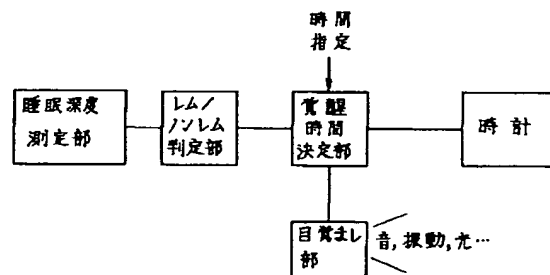 時間
指定
睡眠深度
測定部
レム/
ノンレム
判定部
覚醒
時間
決定部
時計
目覚まし
部
音,振動,光…